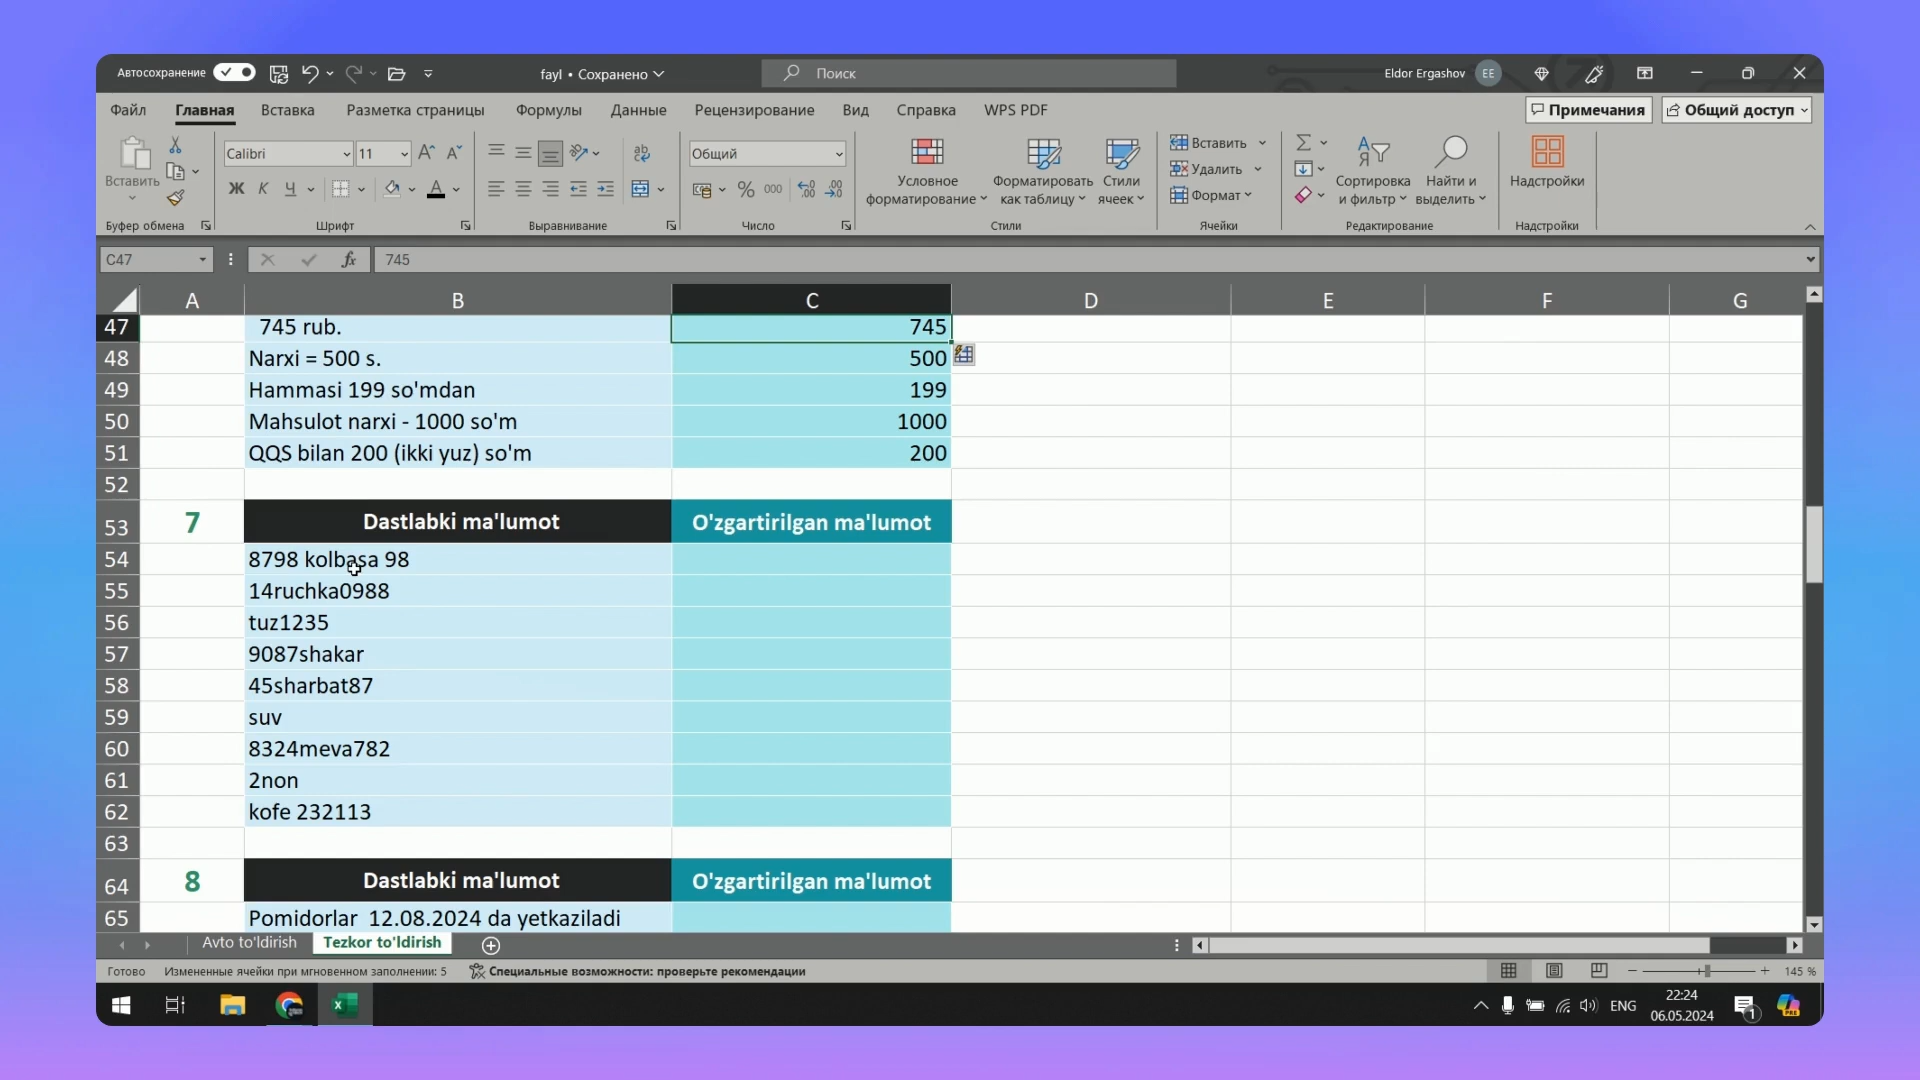 Автосохранение
fayl • Сохранено
Поиск
Eldor Ergashov EE
Файл Главная Вставка Разметка страницы Формулы Данные Рецензирование Вид Справка WPS PDF
Примечания Общий доступ
Вставить
Буфер обмена
Calibri 11
Ж К Ч
Шрифт
Выравнивание
Общий
% 000
Число
Условное форматирование
Форматировать как таблицу
Стили ячеек
Стили
Вставить
Удалить
Формат
Ячейки
Сортировка и фильтр
Найти и выделить
Редактирование
Надстройки
Надстройки
C47 fx 745
A B C D E F G
47 745 rub. 745
48 Narxi = 500 s. 500
49 Hammasi 199 so'mdan 199
50 Mahsulot narxi - 1000 so'm 1000
51 QQS bilan 200 (ikki yuz) so'm 200
52
53 7 Dastlabki ma'lumot O'zgartirilgan ma'lumot
54 8798 kolbasa 98
55 14ruchka0988
56 tuz1235
57 9087shakar
58 45sharbat87
59 suv
60 8324meva782
61 2non
62 kofe 232113
63
64 8 Dastlabki ma'lumot O'zgartirilgan ma'lumot
65 Pomidorlar 12.08.2024 da yetkaziladi
Avto to'ldirish Tezkor to'ldirish
Готово Измененные ячейки при мгновенном заполнении: 5 Специальные возможности: проверьте рекомендации 145 %
ENG 22:24
06.05.2024
1
PRE